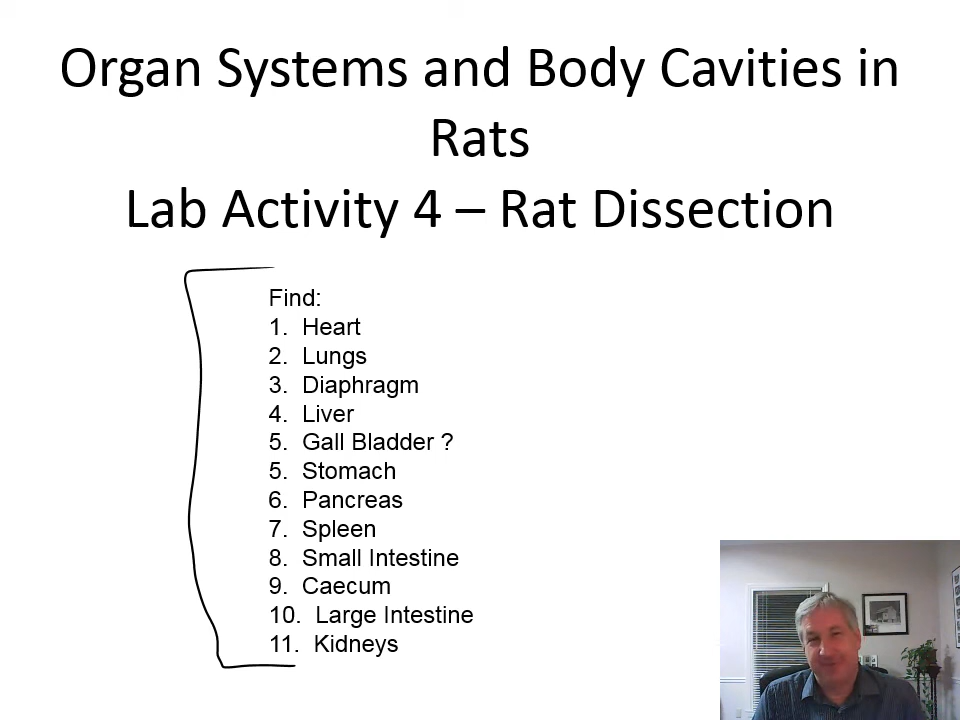 Organ Systems and Body Cavities in
Rats
Lab Activity 4 – Rat Dissection
Find:
1. Heart
2. Lungs
3. Diaphragm
4. Liver
5. Gall Bladder ?
5. Stomach
6. Pancreas
7. Spleen
8. Small Intestine
9. Caecum
10. Large Intestine
11. Kidneys